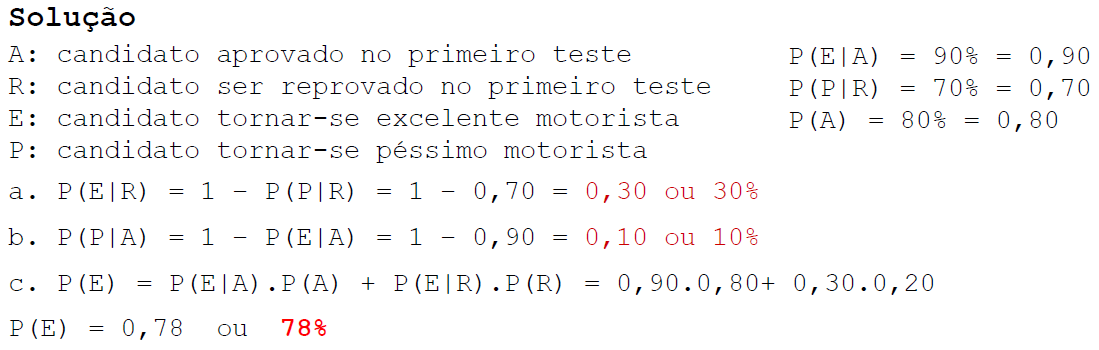 Solução
A: candidato aprovado no primeiro teste P(E|A) = 90% = 0,90
R: candidato ser reprovado no primeiro teste P(P|R) = 70% = 0,70
E: candidato tornar-se excelente motorista P(A) = 80% = 0,80
P: candidato tornar-se péssimo motorista
a. P(E|R) = 1 – P(P|R) = 1 – 0,70 = 0,30 ou 30%
b. P(P|A) = 1 – P(E|A) = 1 – 0,90 = 0,10 ou 10%
c. P(E) = P(E|A).P(A) + P(E|R).P(R) = 0,90.0,80+ 0,30.0,20
P(E) = 0,78 ou 78%